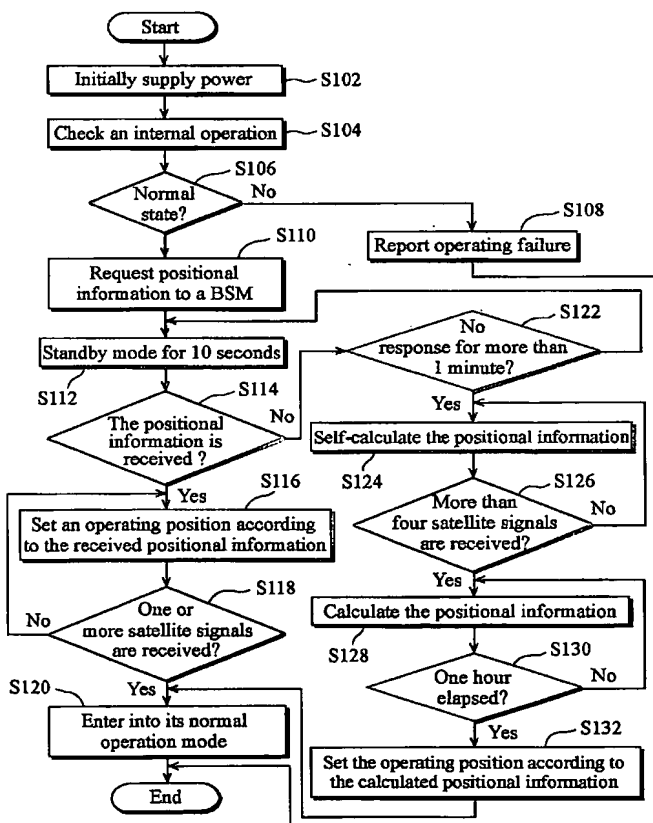 Start
Initially supply power
S102
Check an internal operation
S104
S106
Normal
state?
No
S108
Report operating failure
S110
Request positional
information to a BSM
S122
No
response for more than
1 minute?
Standby mode for 10 seconds
S112
S114
The positional
information is
received ?
No
Yes
Self-calculate the positional information
S124
S126
More than
four satellite signals
are received?
No
Yes
S116
Set an operating position according
to the received positional information
Yes
Calculate the positional information
S128
S118
One or
more satellite signals
are received?
No
S130
One hour
elapsed?
No
S120
Yes
Enter into its normal
operation mode
Yes
S132
Set the operating position according to
the calculated positional information
End